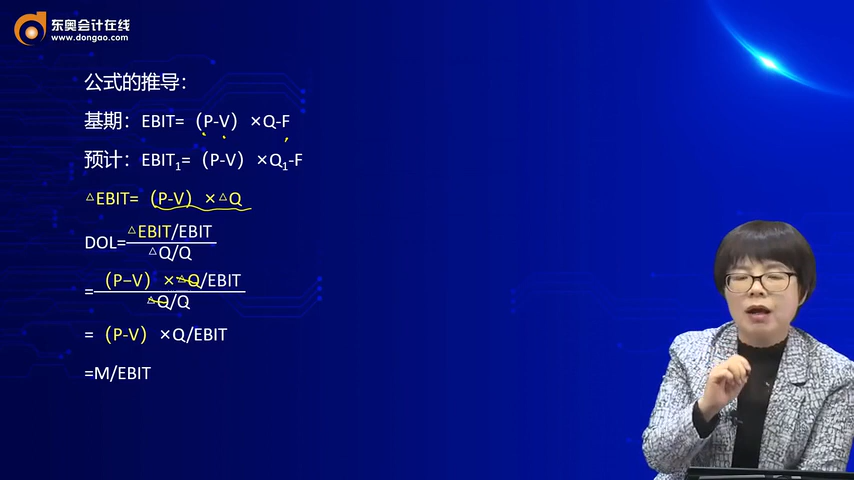 东奥会计在线
www.dongao.com
公式的推导：
基期：EBIT=（P-V）×Q-F
预计：EBIT₁=（P-V）×Q₁-F
△EBIT=（P-V）×△Q
DOL=△EBIT/EBIT
△Q/Q
=（P–V）×△Q/EBIT
△Q/Q
=（P-V）×Q/EBIT
=M/EBIT